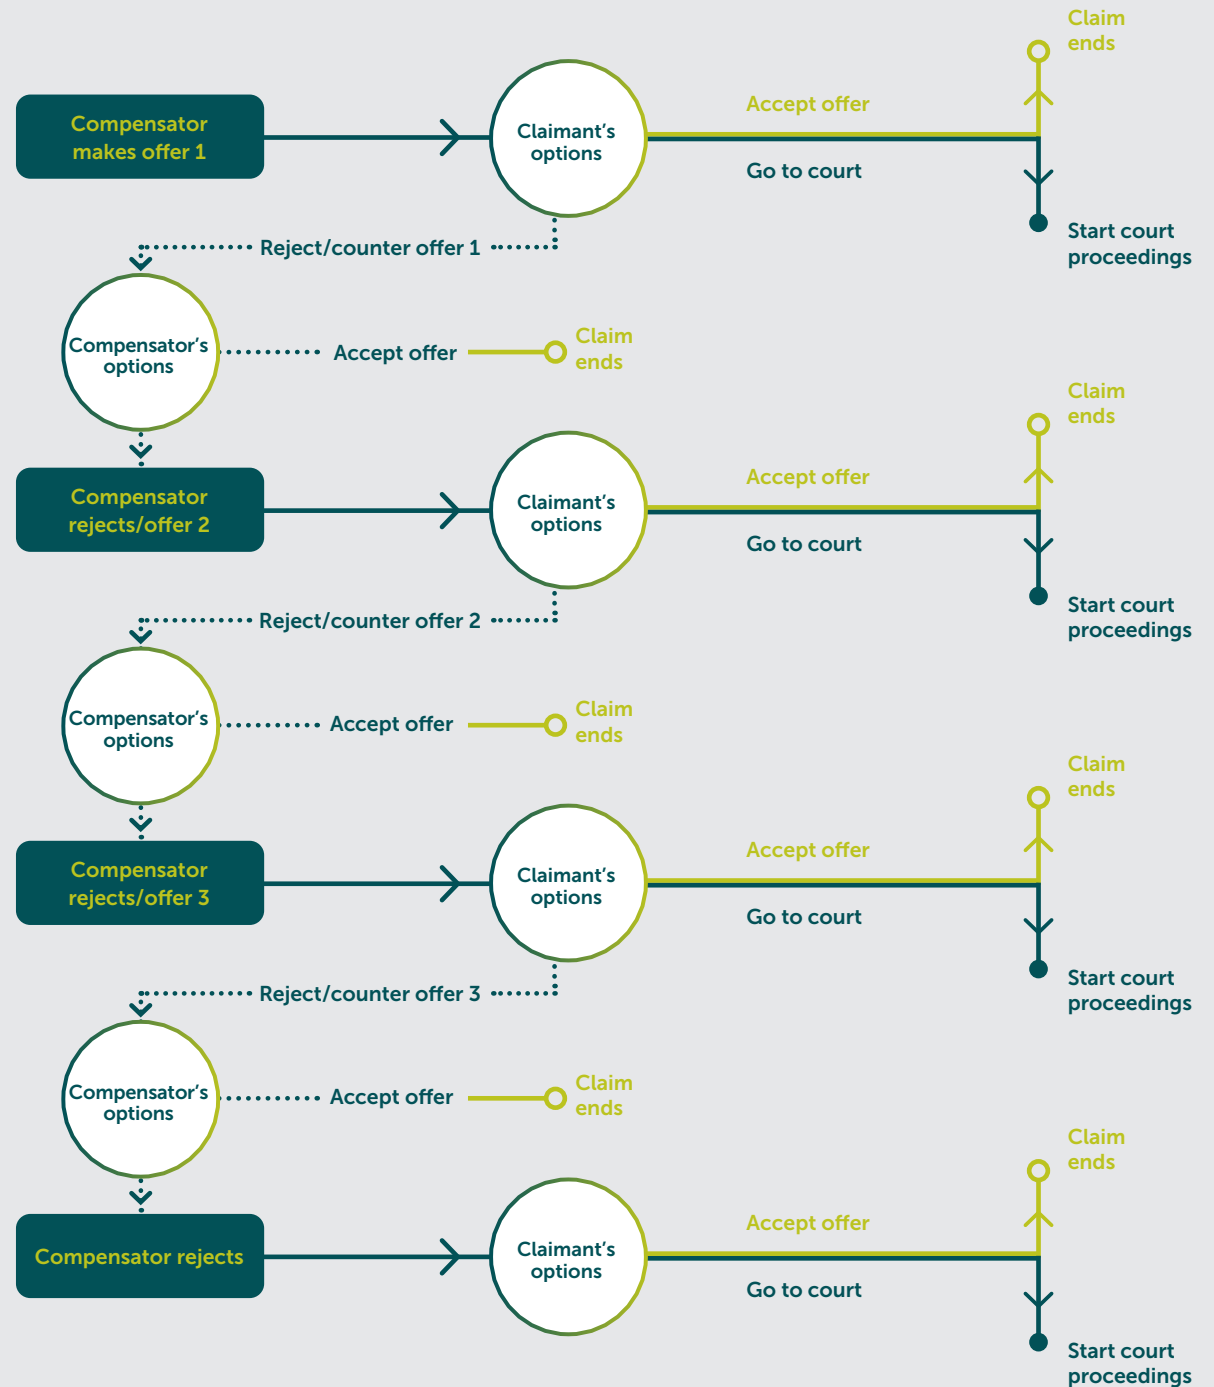 Claim
ends
Compensator
makes offer 1
Claimant's
options
Accept offer
Go to court
Start court
proceedings
Reject/counter offer 1
Compensator's
options
Accept offer
Claim
ends
Claim
ends
Compensator
rejects/offer 2
Claimant's
options
Accept offer
Go to court
Start court
proceedings
Reject/counter offer 2
Compensator's
options
Accept offer
Claim
ends
Claim
ends
Compensator
rejects/offer 3
Claimant's
options
Accept offer
Go to court
Start court
proceedings
Reject/counter offer 3
Compensator's
options
Accept offer
Claim
ends
Claim
ends
Compensator rejects
Claimant's
options
Accept offer
Go to court
Start court
proceedings